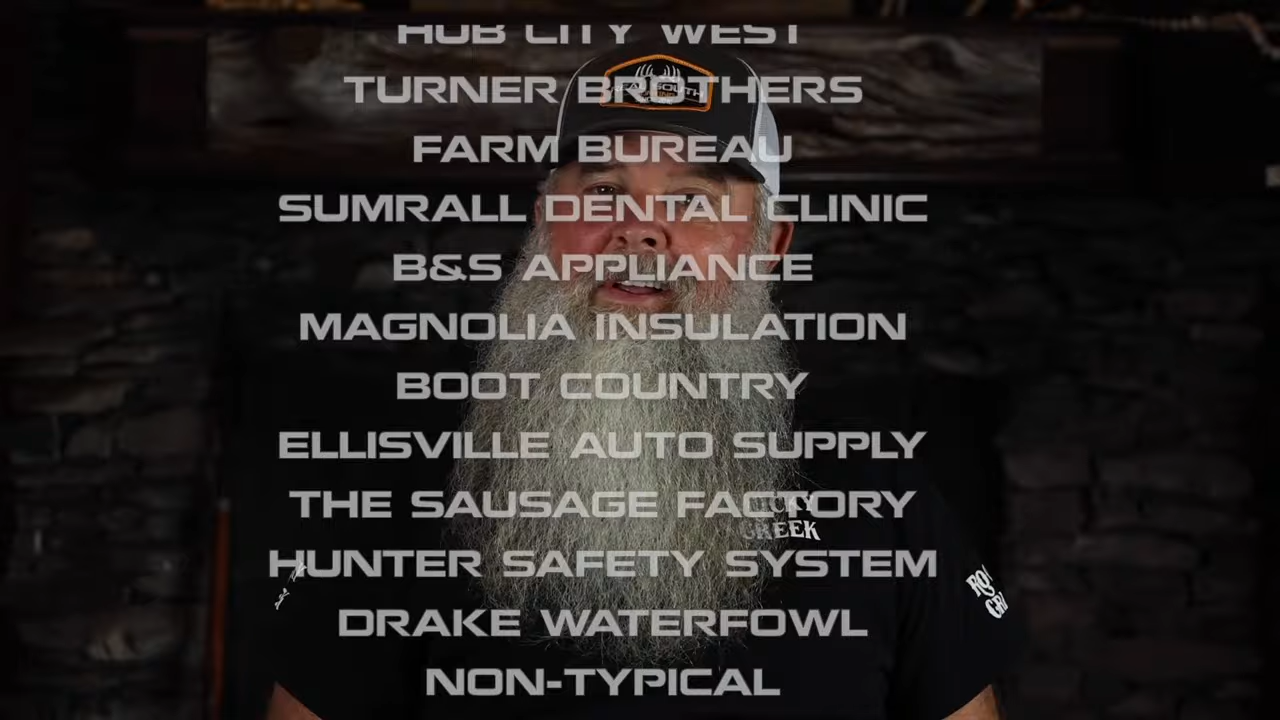 HUB CITY WEST
TURNER BROTHERS
FARM BUREAU
SUMRALL DENTAL CLINIC
B&S APPLIANCE
MAGNOLIA INSULATION
BOOT COUNTRY
ELLISVILLE AUTO SUPPLY
THE SAUSAGE FACTORY
CREEK
HUNTER SAFETY SYSTEM
DRAKE WATERFOWL
NON-TYPICAL